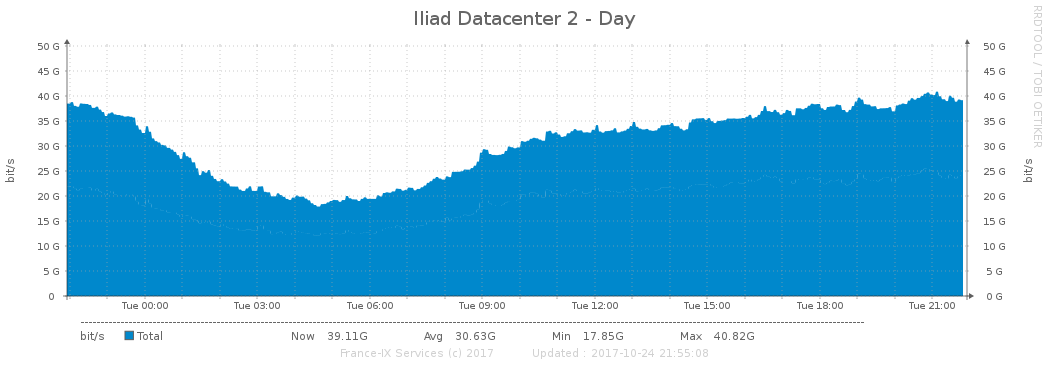 Iliad Datacenter 2 - Day
RRDTOOL / TOBI OETIKER
bit/s
50 G 50 G
45 G 45 G
40 G 40 G
35 G 35 G
30 G 30 G
25 G 25 G
20 G 20 G
15 G 15 G
10 G 10 G
5 G 5 G
0 0 G
bit/s
Tue 00:00 Tue 03:00 Tue 06:00 Tue 09:00 Tue 12:00 Tue 15:00 Tue 18:00 Tue 21:00
bit/s Total Now 39.11G Avg 30.63G Min 17.85G Max 40.82G
France-IX Services (c) 2017 Updated : 2017-10-24 21:55:08